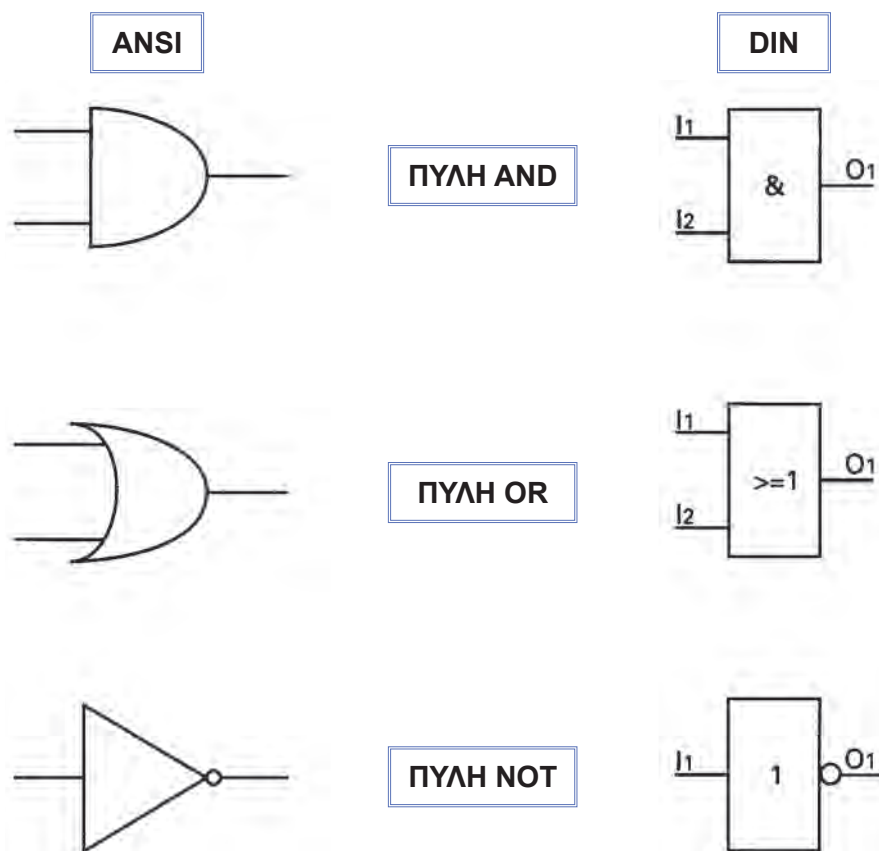 ANSI
DIN
ΠΥΛΗ AND
I1
I2
&
O1
ΠΥΛΗ OR
I1
I2
>=1
O1
ΠΥΛΗ NOT
I1
1
O1